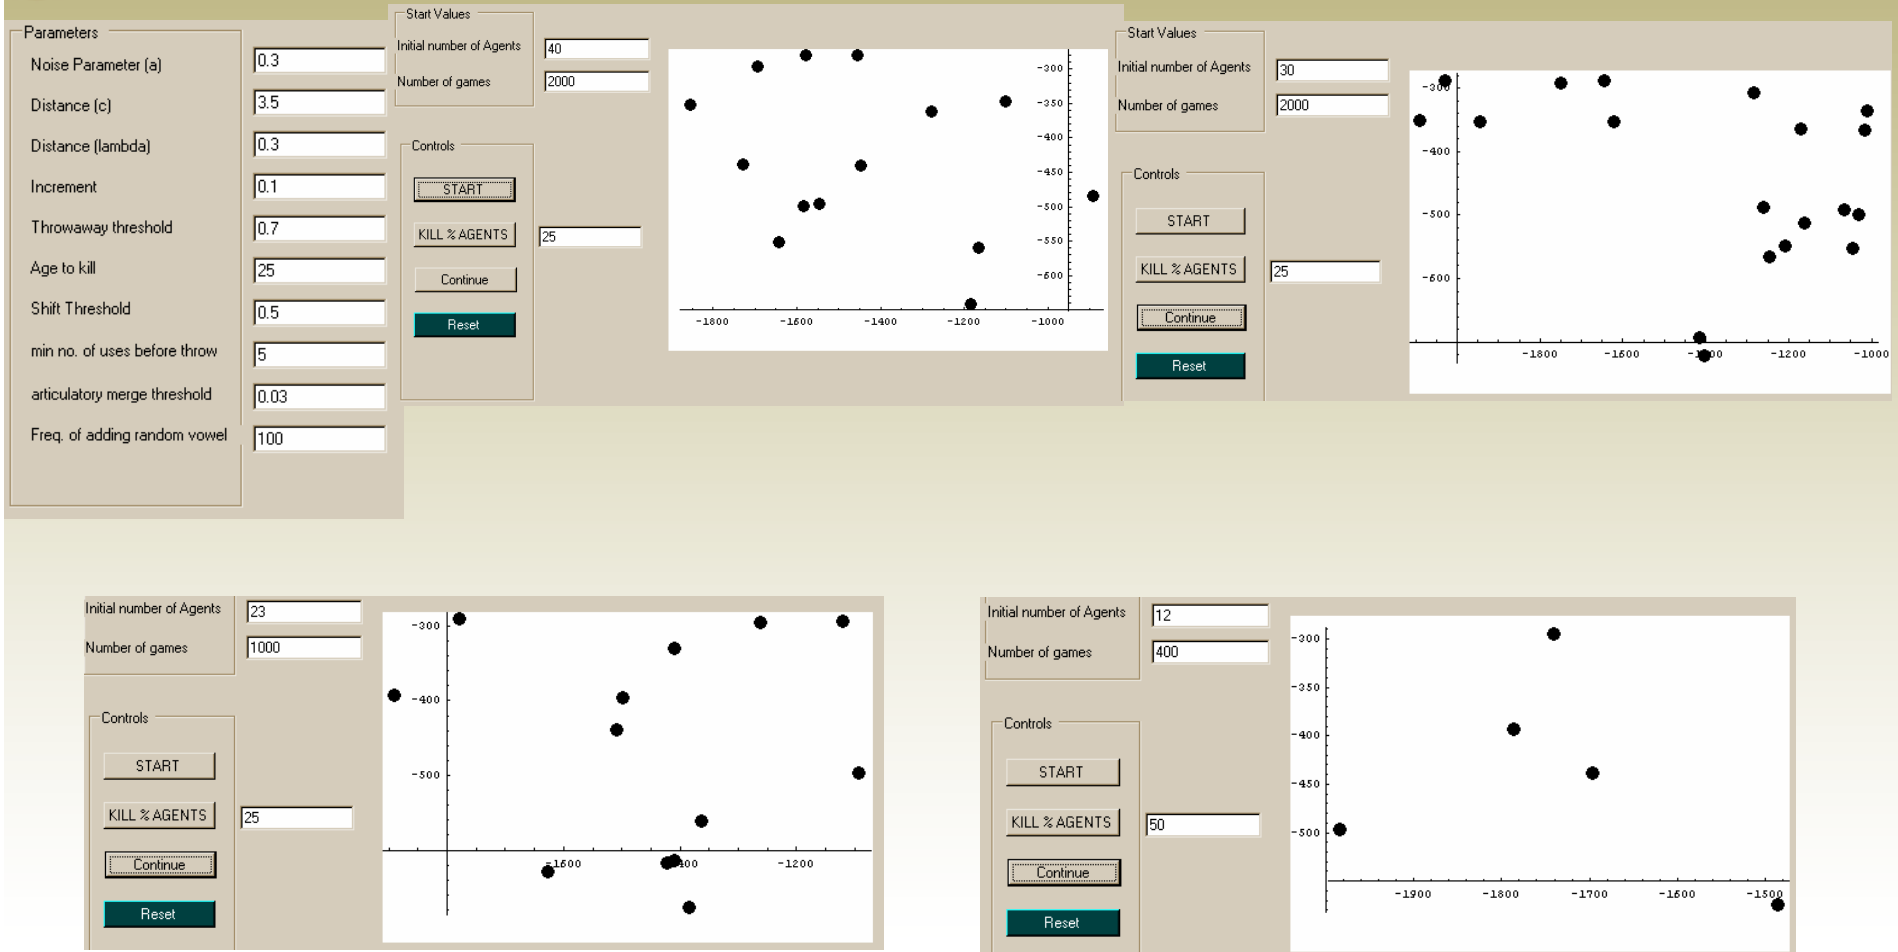 Parameters
Noise Parameter (a) 0.3
Distance (c) 3.5
Distance (lambda) 0.3
Increment 0.1
Throwaway threshold 0.7
Age to kill 25
Shift Threshold 0.5
min no. of uses before throw 5
articulatory merge threshold 0.03
Freq. of adding random vowel 100
Start Values
Initial number of Agents 40
Number of games 2000
Controls
START
KILL % AGENTS 25
Continue
Reset
-300
-350
-400
-450
-500
-550
-600
-1800 -1600 -1400 -1200 -1000
Start Values
Initial number of Agents 30
Number of games 2000
Controls
START
KILL % AGENTS 25
Continue
Reset
-300
-400
-500
-600
-1800 -1600 -1200 -1000
Initial number of Agents 23
Number of games 1000
Controls
START
KILL % AGENTS 25
Continue
Reset
-300
-400
-500
-1600 -1200
Initial number of Agents 12
Number of games 400
Controls
START
KILL % AGENTS 50
Continue
Reset
-300
-350
-400
-450
-500
-1900 -1800 -1700 -1600 -1500